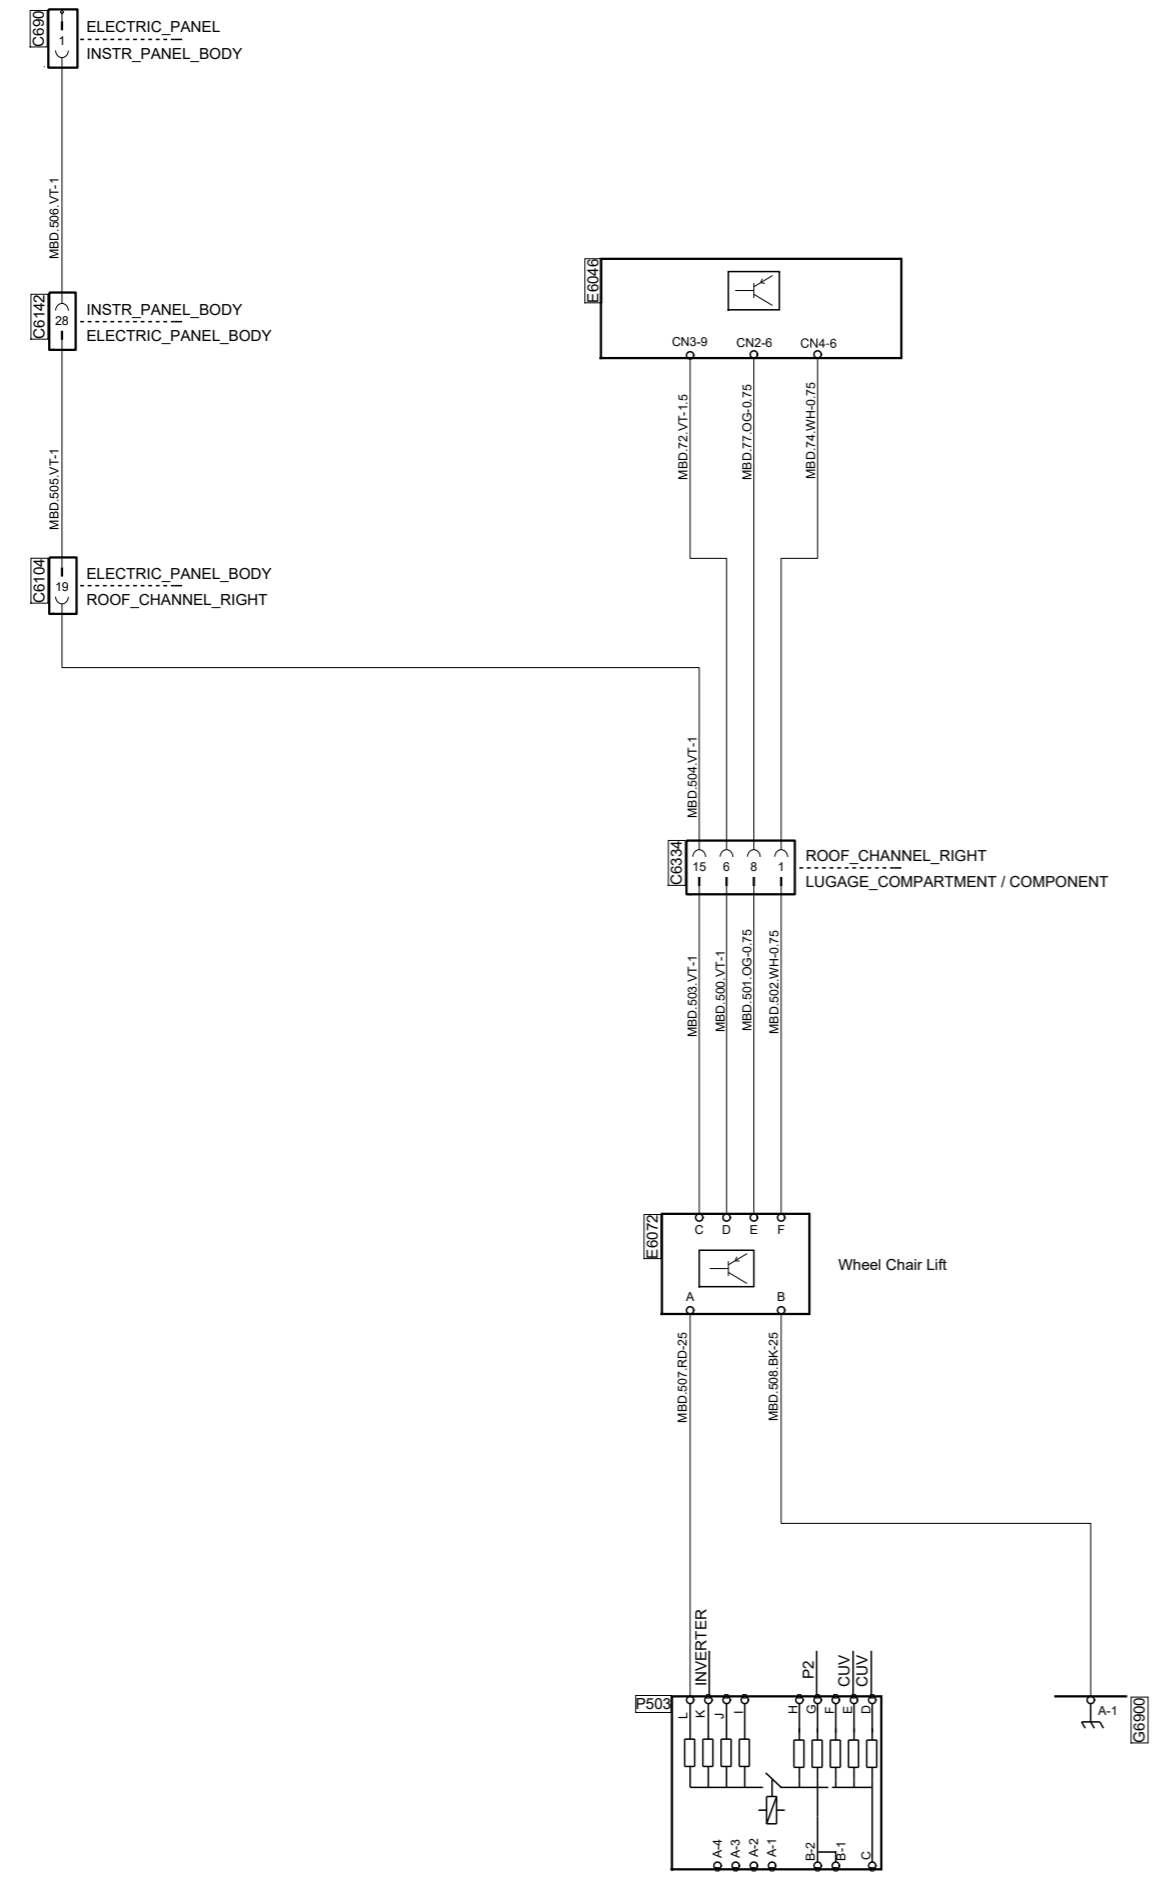 C690
1
ELECTRIC_PANEL
INSTR_PANEL_BODY
MBD.506.VT-1
C6142
28
INSTR_PANEL_BODY
ELECTRIC_PANEL_BODY
MBD.505.VT-1
C6104
19
ELECTRIC_PANEL_BODY
ROOF_CHANNEL_RIGHT
E6046
CN3-9 CN2-6 CN4-6
MBD.72.VT-1.5
MBD.77.OG-0.75
MBD.74.WH-0.75
MBD.504.VT-1
C6334
15 6 8 1
ROOF_CHANNEL_RIGHT
LUGAGE_COMPARTMENT / COMPONENT
MBD.503.VT-1
MBD.500.VT-1
MBD.501.OG-0.75
MBD.502.WH-0.75
E6072
C D E F
Wheel Chair Lift
A B
MBD.507.RD-25
MBD.508.BK-25
INVERTER
P2
CUV
CUV
P503
L K J I H G F E D
A-1
G6900
A-4 A-3 A-2 A-1 B-2 B-1 C